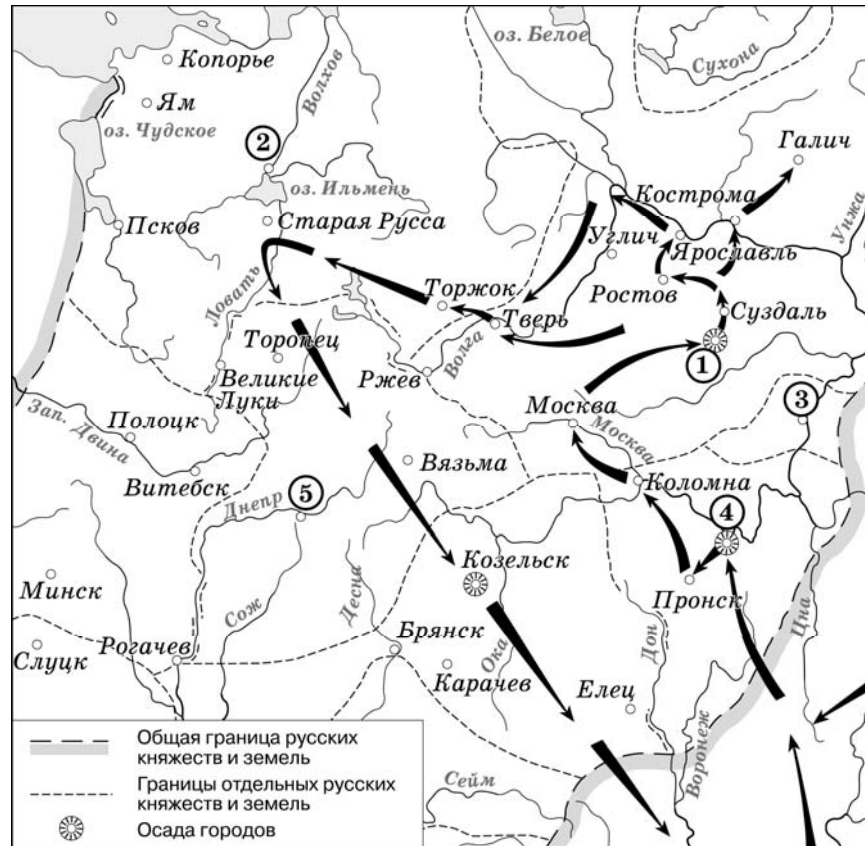 оз. Белое
Сухона
Копорье
Волхов
Ям
оз. Чудское
2
Галич
оз. Ильмень
Кострома
Унжа
Псков
Старая Русса
Углич
Ярославль
Ловать
Торжок
Ростов
Суздаль
Тверь
Торопец
Волга
1
Ржев
Великие
Луки
Москва
3
Зап. Двина
Полоцк
Москва
Вязьма
Витебск
Коломна
Днепр
5
4
Козельск
Минск
Десна
Пронск
Сож
Цна
Слуцк
Рогачев
Брянск
Ока
Дон
Карачев
Елец
Воронеж
Сейм
Общая граница русских
княжеств и земель
Границы отдельных русских
княжеств и земель
Осада городов